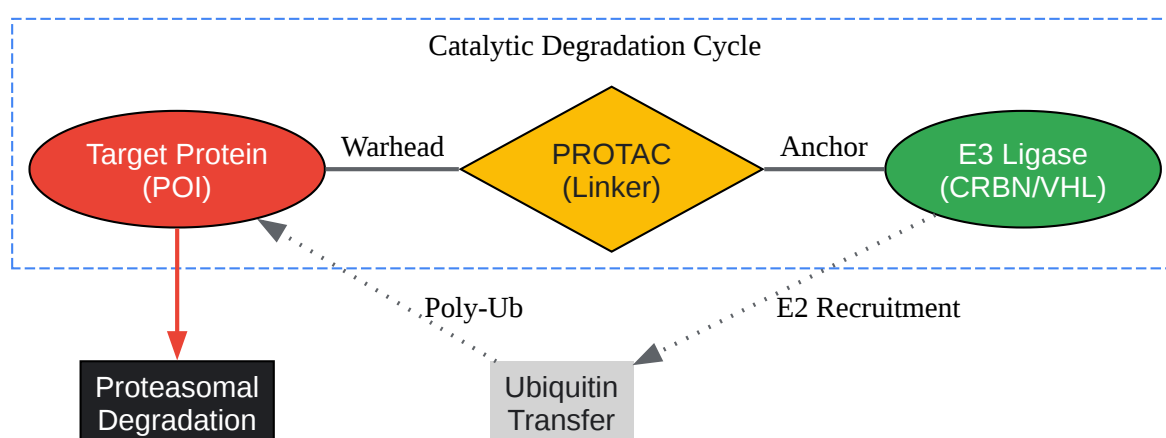 Catalytic Degradation Cycle
Target Protein
(POI)
Warhead
PROTAC
(Linker)
Anchor
E3 Ligase
(CRBN/VHL)
Poly-Ub
E2 Recruitment
Proteasomal
Degradation
Ubiquitin
Transfer